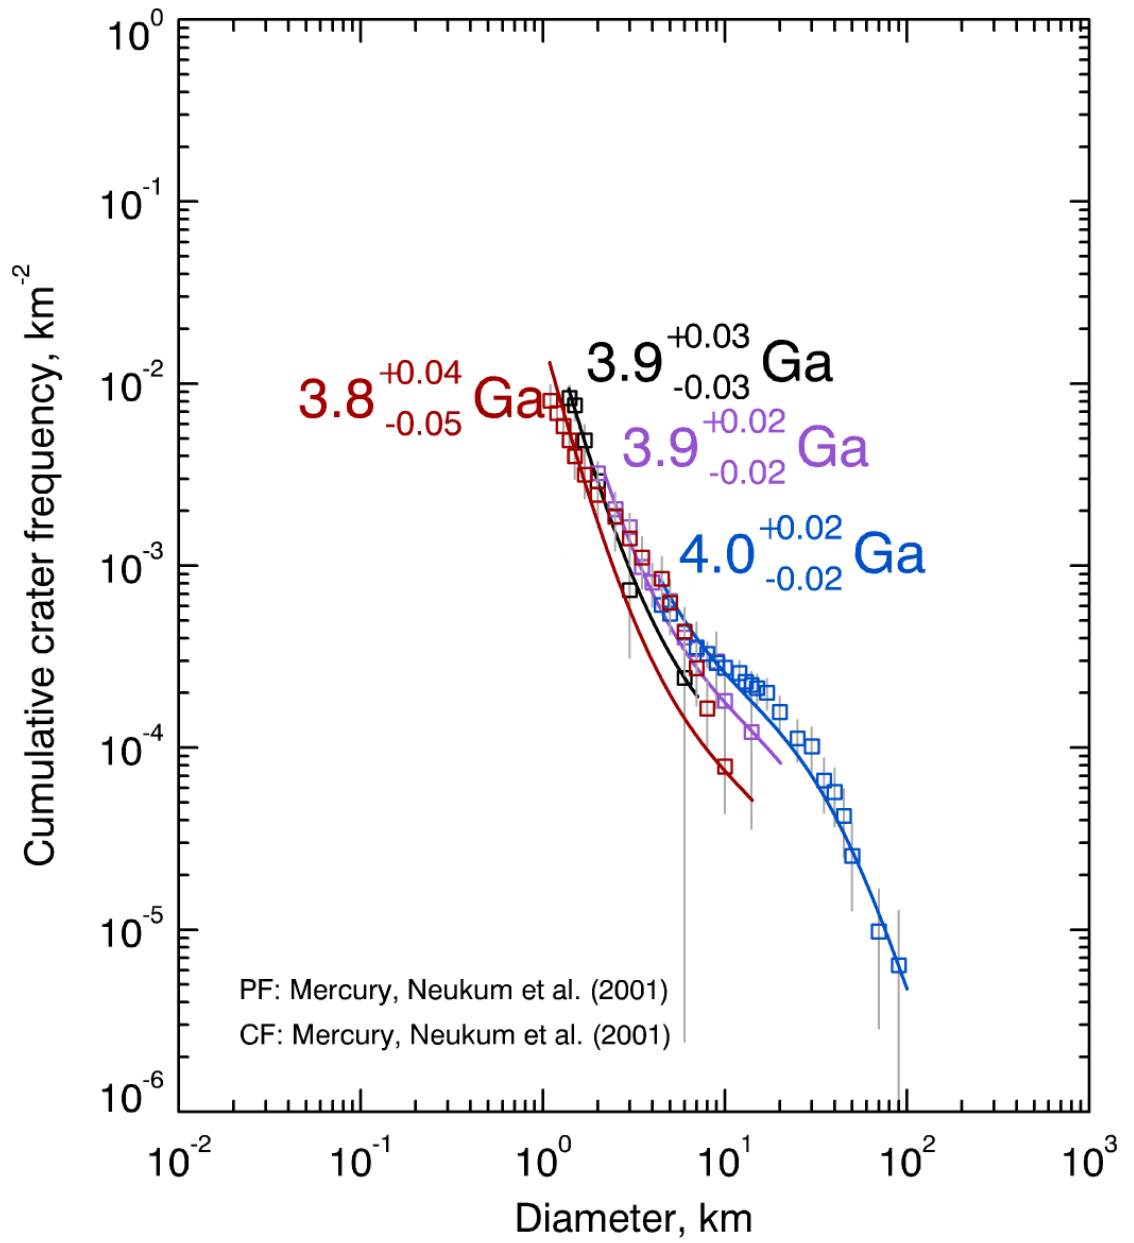 10^0
10^-1
10^-2
10^-3
10^-4
10^-5
10^-6
Cumulative crater frequency, km^-2
3.9 +0.03 -0.03 Ga
3.8 +0.04 -0.05 Ga
3.9 +0.02 -0.02 Ga
4.0 +0.02 -0.02 Ga
PF: Mercury, Neukum et al. (2001)
CF: Mercury, Neukum et al. (2001)
10^-2 10^-1 10^0 10^1 10^2 10^3
Diameter, km